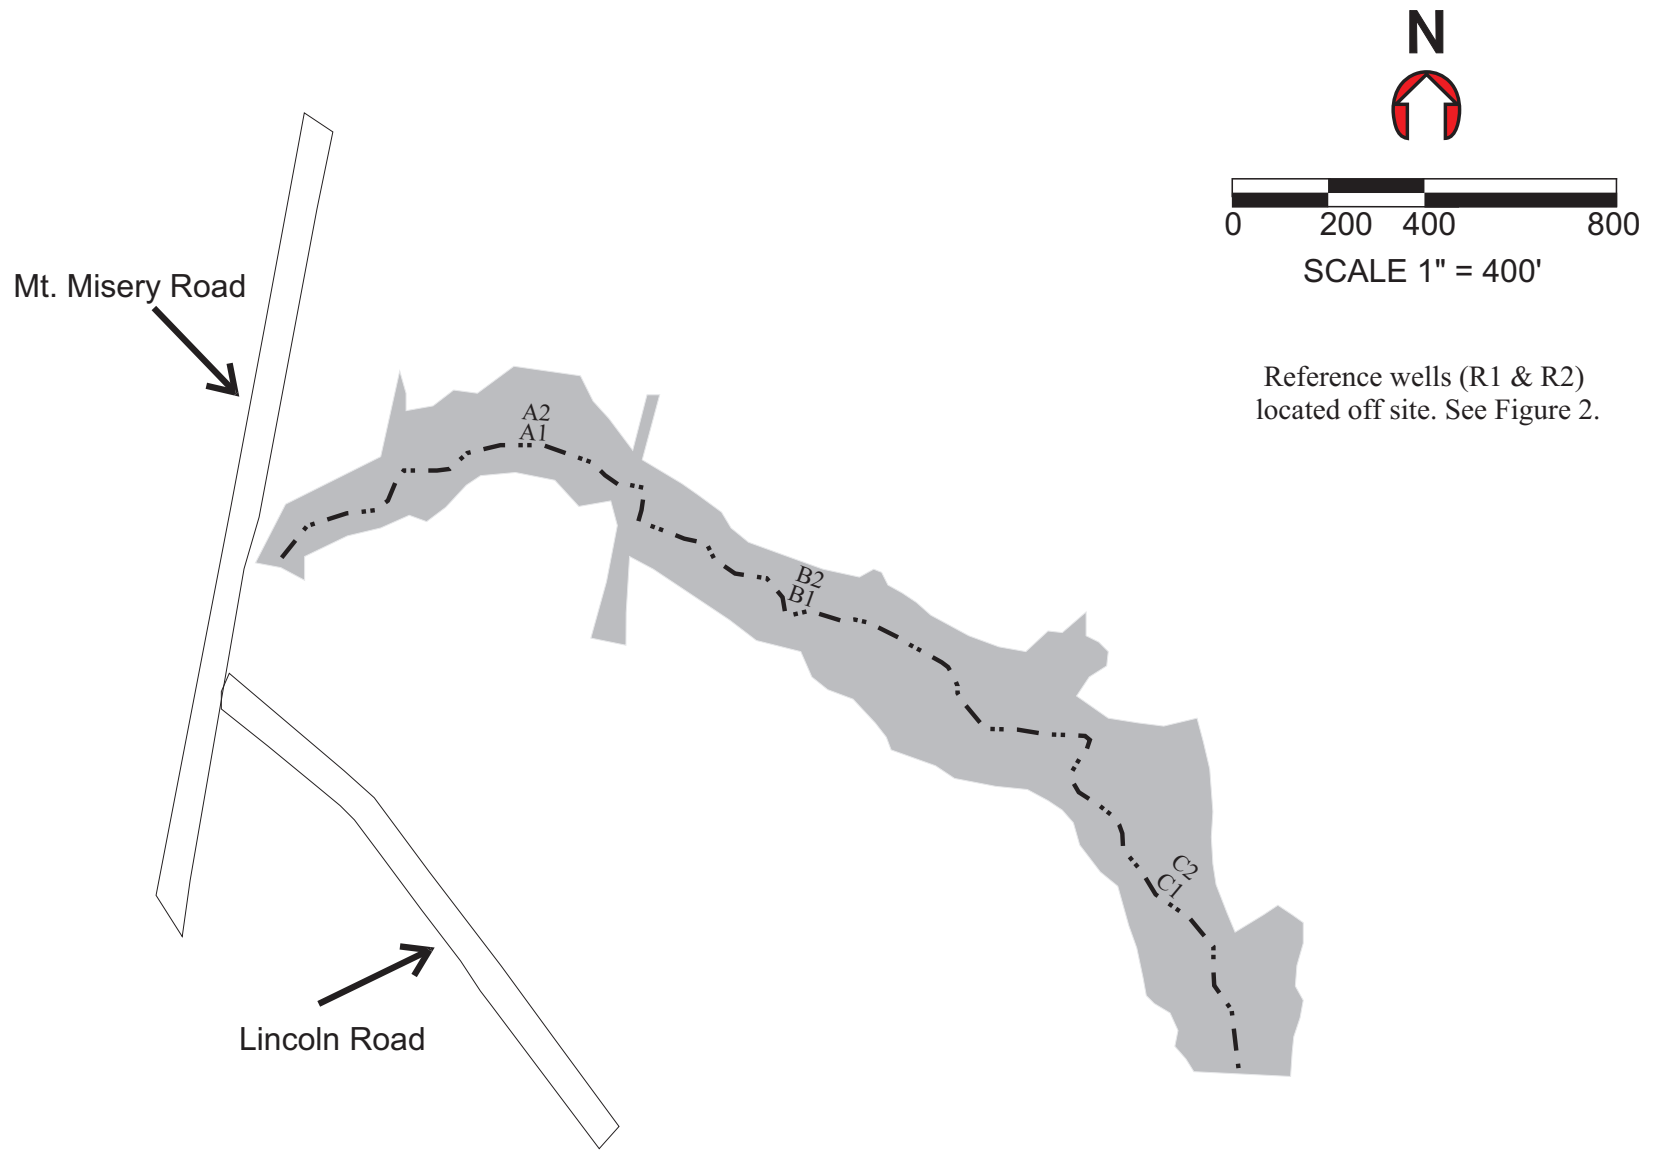 N
0 200 400 800
SCALE 1" = 400'
Mt. Misery Road
Reference wells (R1 & R2)
located off site. See Figure 2.
A2
A1
B2
B1
C2
C1
Lincoln Road